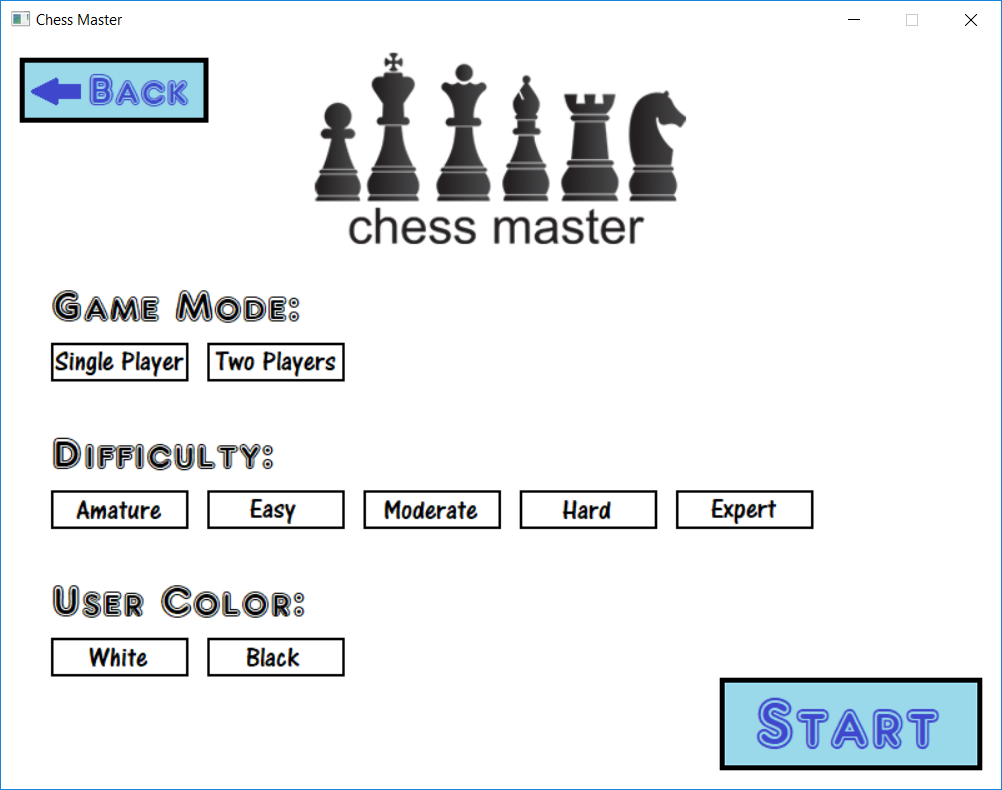 Chess Master
Back
chess master
Game Mode:
Single Player Two Players
Difficulty:
Amature Easy Moderate Hard Expert
User Color:
White Black
Start